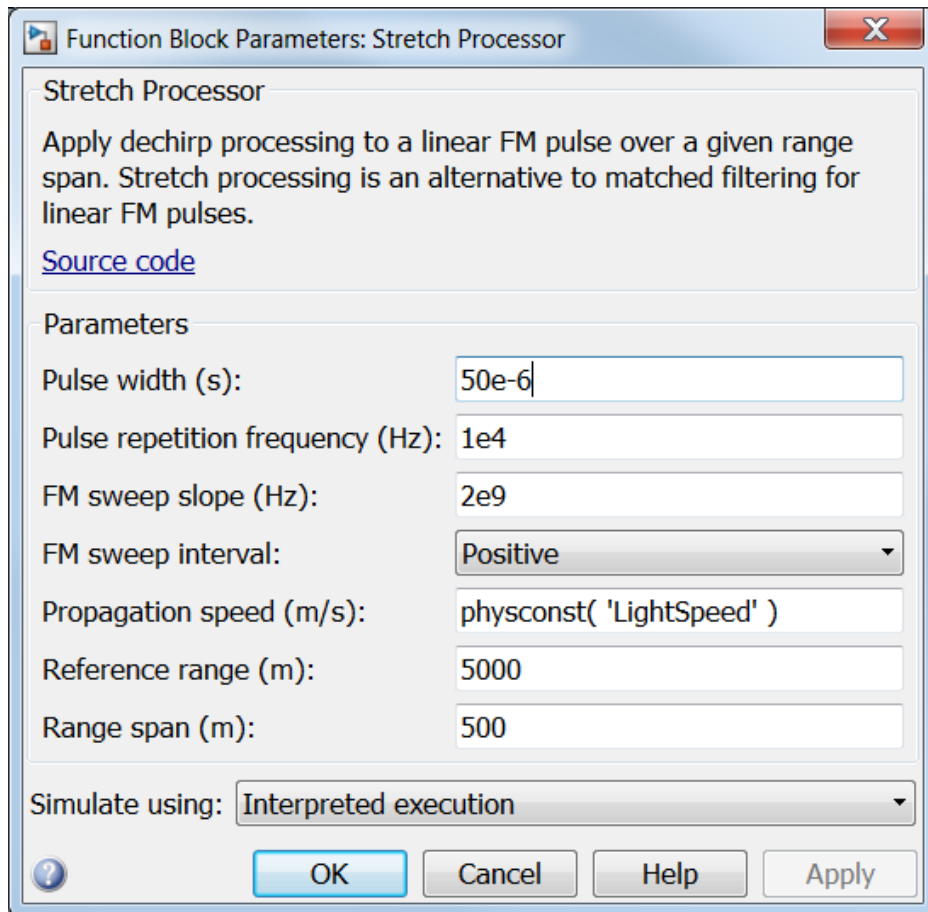 Function Block Parameters: Stretch Processor
Stretch Processor
Apply dechirp processing to a linear FM pulse over a given range
span. Stretch processing is an alternative to matched filtering for
linear FM pulses.
Source code
Parameters
Pulse width (s): 50e-6
Pulse repetition frequency (Hz): 1e4
FM sweep slope (Hz): 2e9
FM sweep interval: Positive
Propagation speed (m/s): physconst( 'LightSpeed' )
Reference range (m): 5000
Range span (m): 500
Simulate using: Interpreted execution
? OK Cancel Help Apply